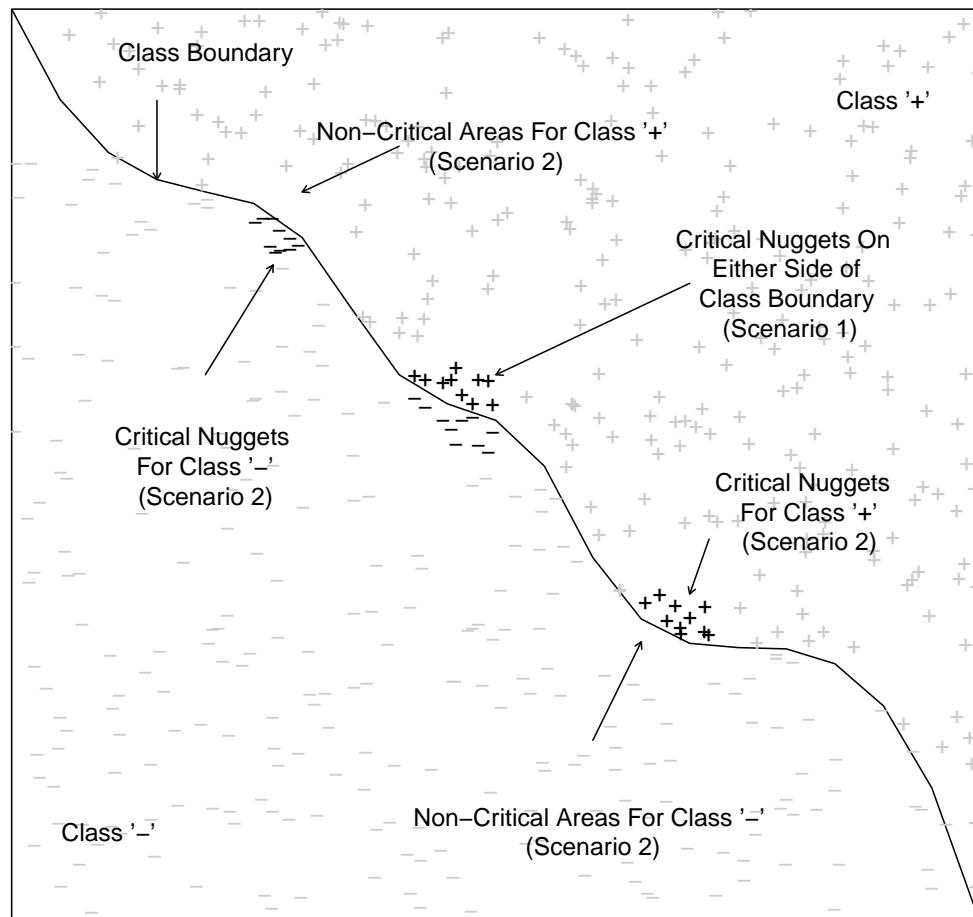 Class Boundary
Class '+'
Non−Critical Areas For Class '+'
(Scenario 2)
Critical Nuggets On
Either Side of
Class Boundary
(Scenario 1)
Critical Nuggets
For Class '−'
(Scenario 2)
Critical Nuggets
For Class '+'
(Scenario 2)
Non−Critical Areas For Class '−'
(Scenario 2)
Class '−'